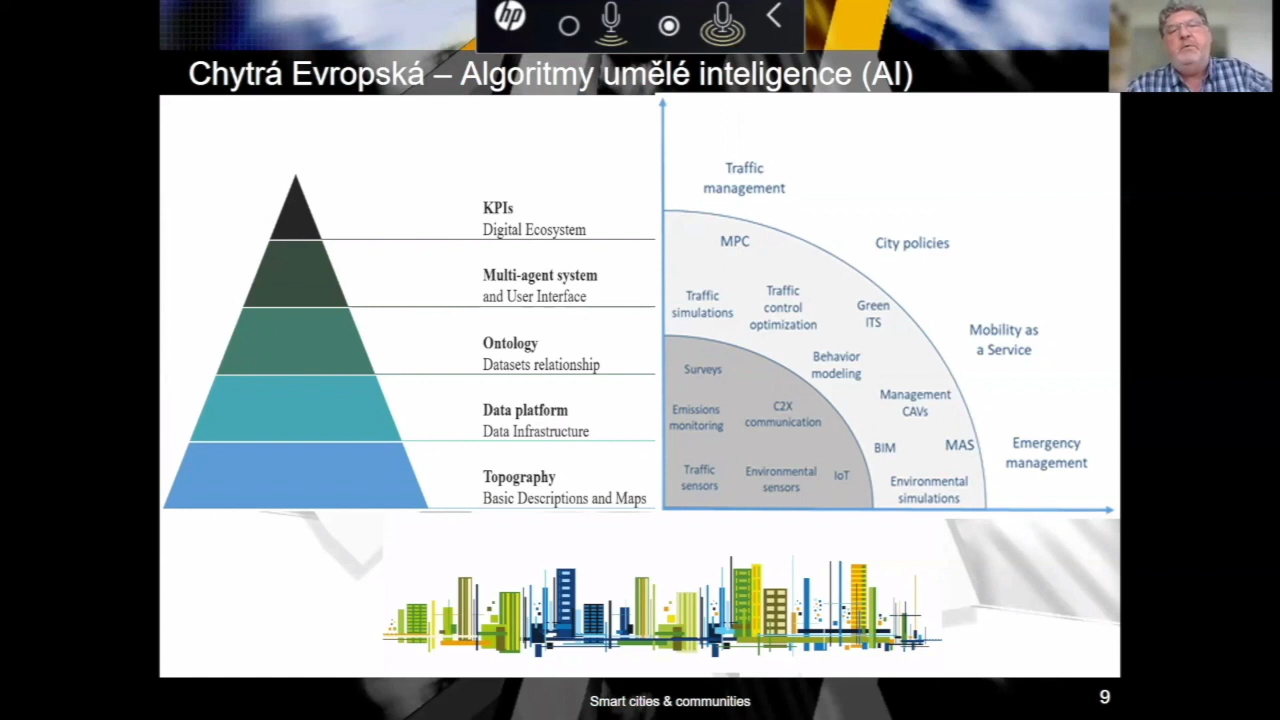 hp
Chytrá Evropská – Algoritmy umělé inteligence (AI)
KPIs
Digital Ecosystem
Multi-agent system
and User Interface
Ontology
Datasets relationship
Data platform
Data Infrastructure
Topography
Basic Descriptions and Maps
Traffic
management
MPC
City policies
Traffic
simulations
Traffic
control
optimization
Green
ITS
Mobility as
a Service
Surveys
Behavior
modeling
Emissions
monitoring
C2X
communication
Management
CAVs
BIM
MAS
Emergency
management
Traffic
sensors
Environmental
sensors
IoT
Environmental
simulations
Smart cities & communities
9